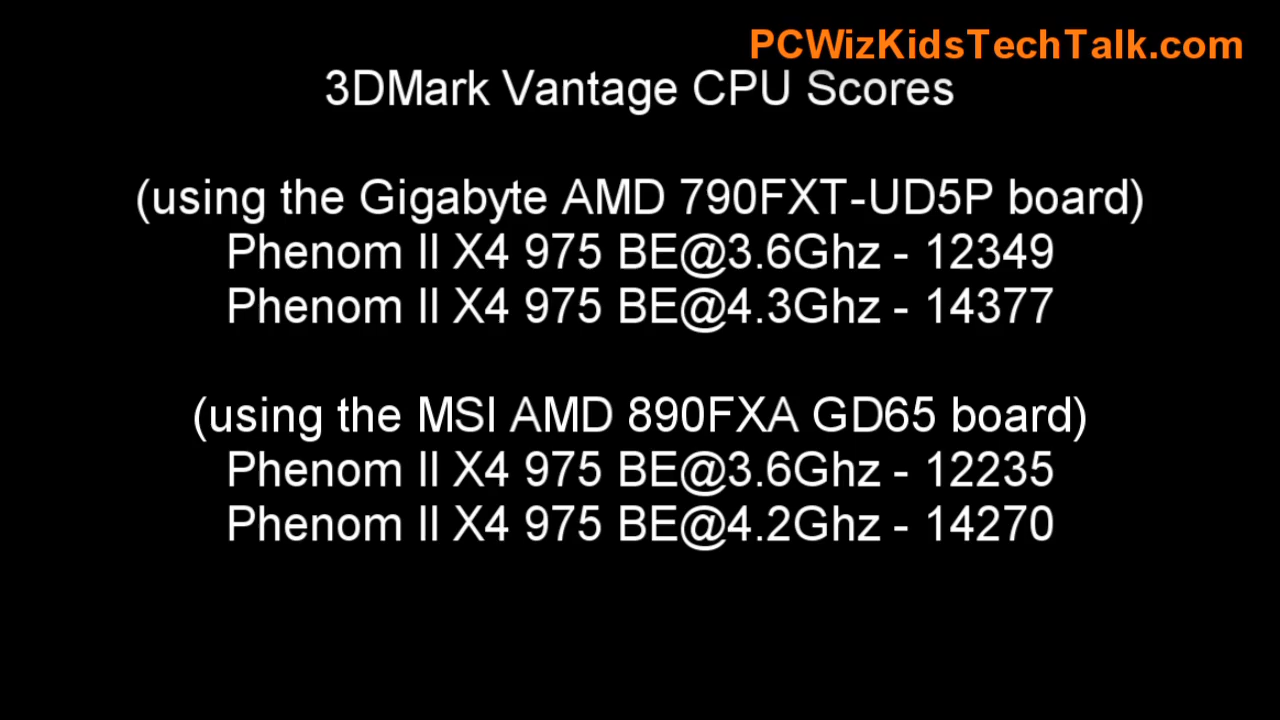 PCWizKidsTechTalk.com
3DMark Vantage CPU Scores
(using the Gigabyte AMD 790FXT-UD5P board)
Phenom II X4 975 BE@3.6Ghz - 12349
Phenom II X4 975 BE@4.3Ghz - 14377
(using the MSI AMD 890FXA GD65 board)
Phenom II X4 975 BE@3.6Ghz - 12235
Phenom II X4 975 BE@4.2Ghz - 14270